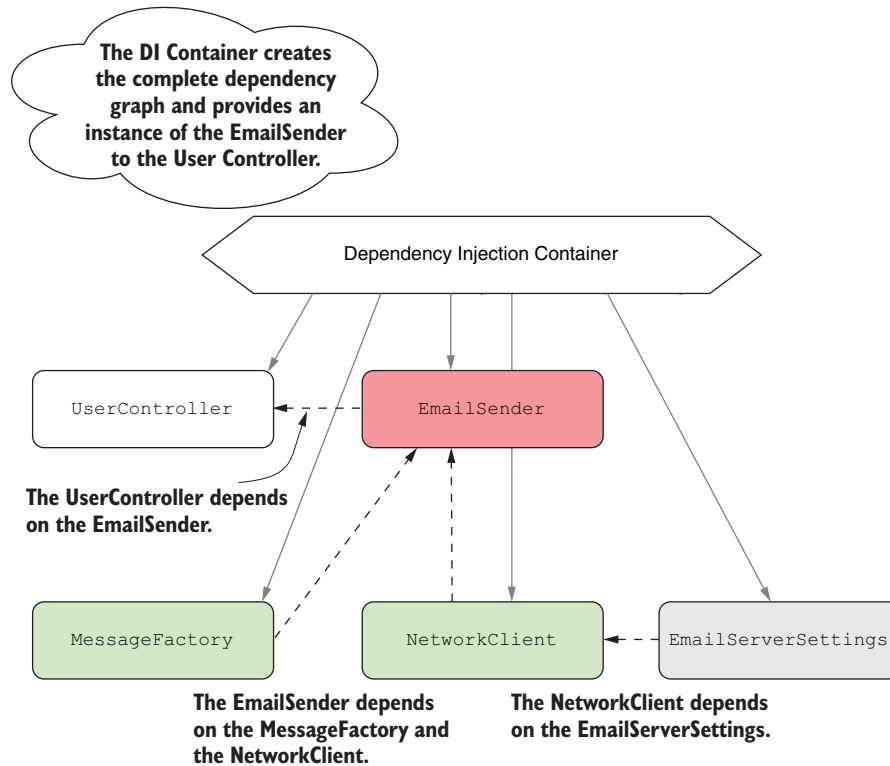 The DI Container creates
the complete dependency
graph and provides an
instance of the EmailSender
to the User Controller.
Dependency Injection Container
UserController
EmailSender
The UserController depends
on the EmailSender.
MessageFactory
NetworkClient
EmailServerSettings
The EmailSender depends
on the MessageFactory and
the NetworkClient.
The NetworkClient depends
on the EmailServerSettings.